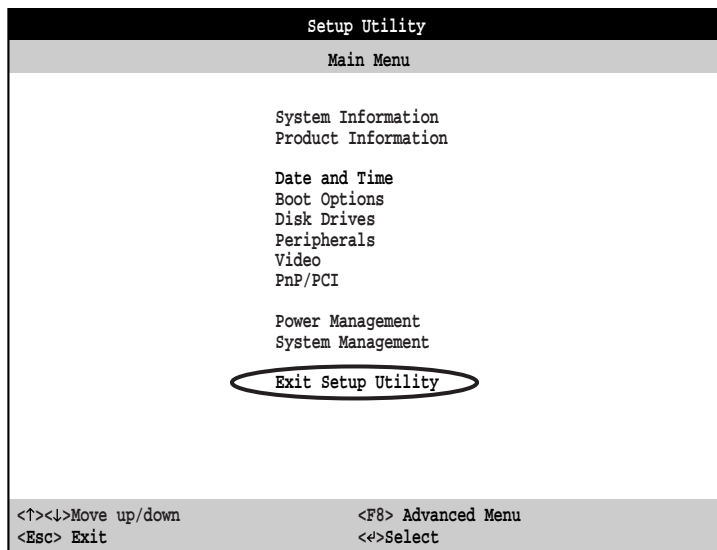 Setup Utility
Main Menu
System Information
Product Information
Date and Time
Boot Options
Disk Drives
Peripherals
Video
PnP/PCI
Power Management
System Management
Exit Setup Utility
<↑><↓>Move up/down <F8> Advanced Menu
<Esc> Exit <↵>Select